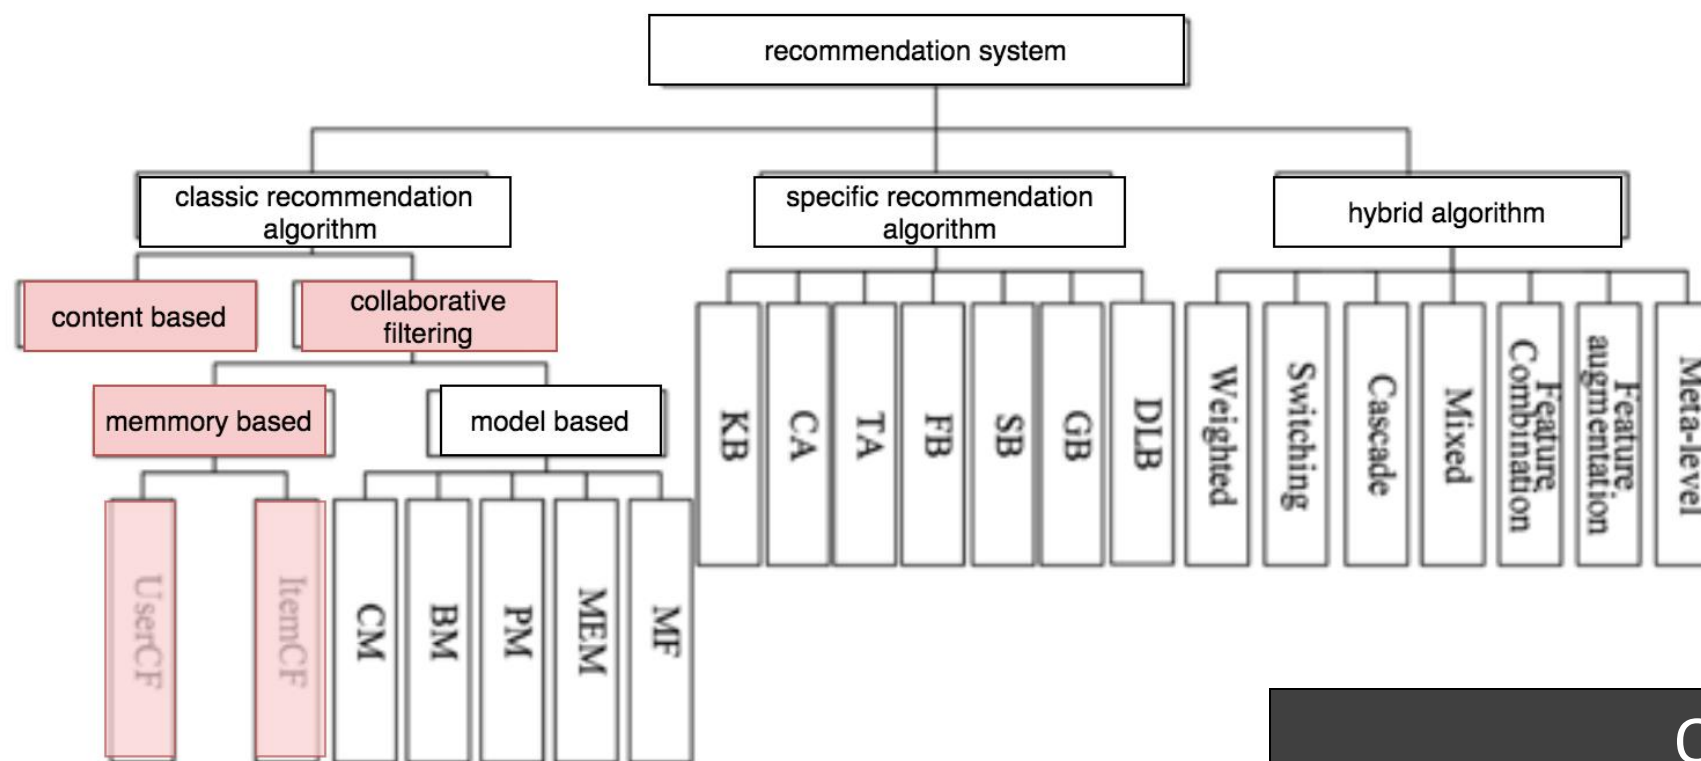 recommendation system
classic recommendation
algorithm
specific recommendation
algorithm
hybrid algorithm
content based
collaborative
filtering
memmory based
model based
UserCF
ItemCF
CM
BM
PM
MEM
MF
KB
CA
TA
FB
SB
GB
DLB
Weighted
Switching
Cascade
Mixed
Feature
Combination
Feature
augmentation
Meta-level